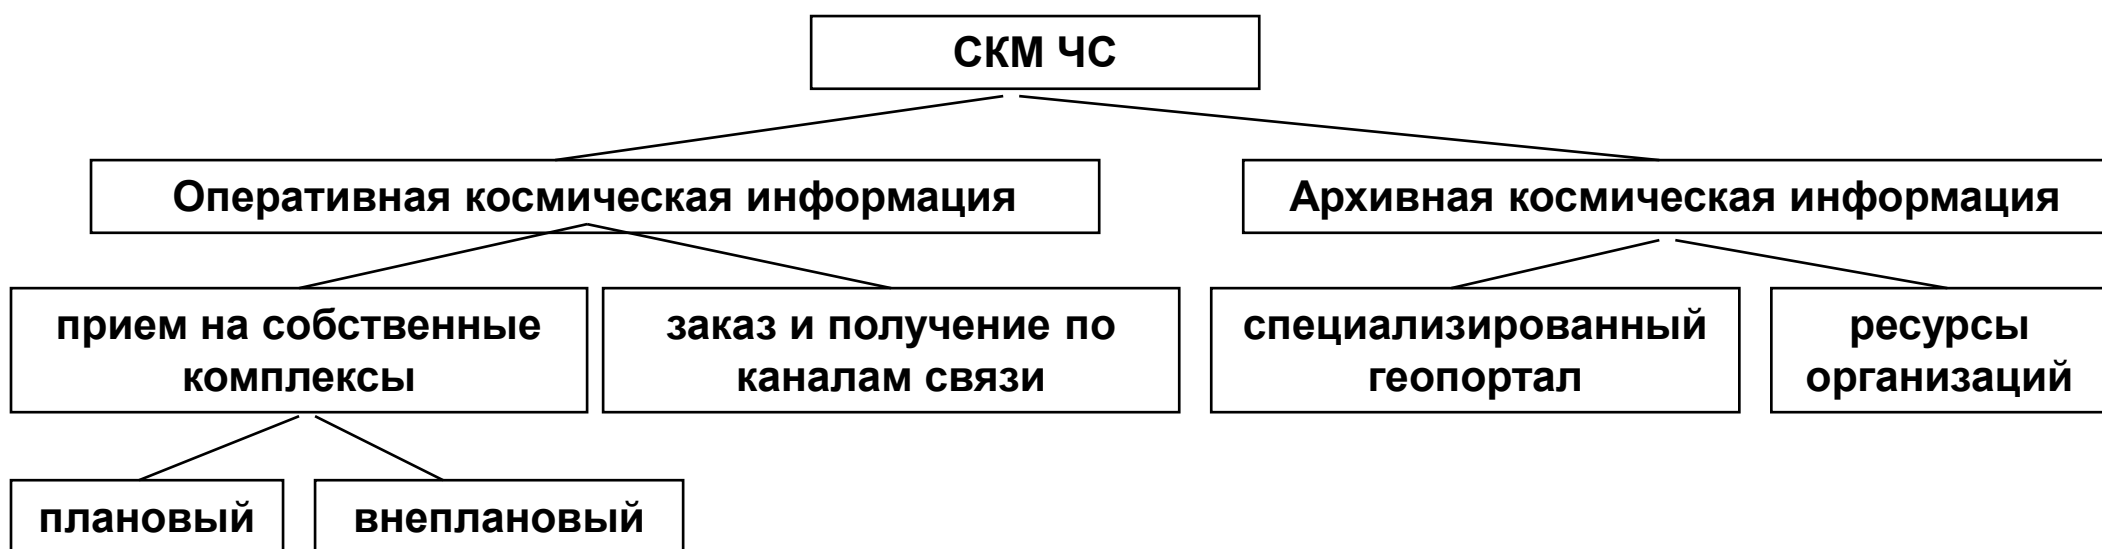 СКМ ЧС
Оперативная космическая информация
Архивная космическая информация
прием на собственные
комплексы
заказ и получение по
каналам связи
специализированный
геопортал
ресурсы
организаций
плановый
внеплановый